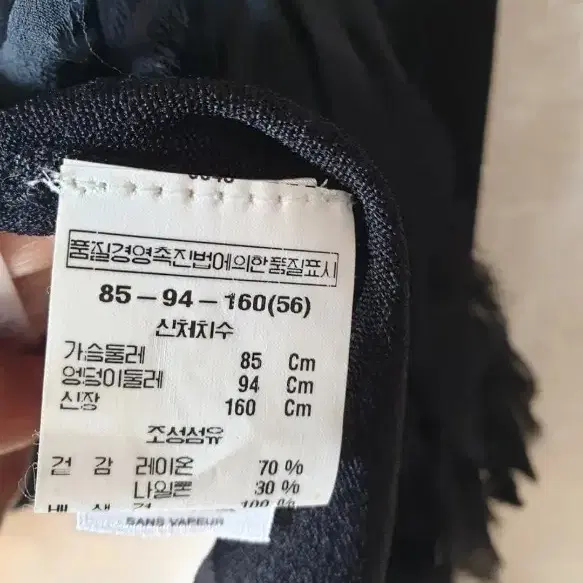 품질경영촉진법에의한품질표시
85-94-160(56)
신체치수
가슴둘레 85 Cm
엉덩이둘레 94 Cm
신장 160 Cm
조성섬유
겉 감 레이온 70 %
나일론 30 %
100 %
SANS VAPEUR